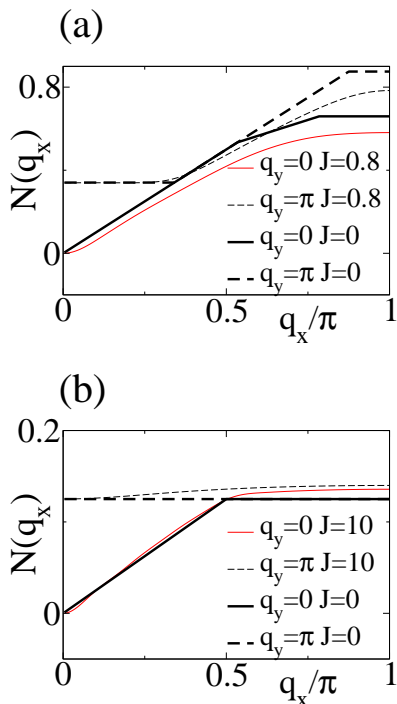 (a)
N(q_x)
0.8
0
q_y=0 J=0.8
q_y=π J=0.8
q_y=0 J=0
q_y=π J=0
0
0.5
1
q_x/π
(b)
N(q_x)
0.2
0
q_y=0 J=10
q_y=π J=10
q_y=0 J=0
q_y=π J=0
0
0.5
1
q_x/π